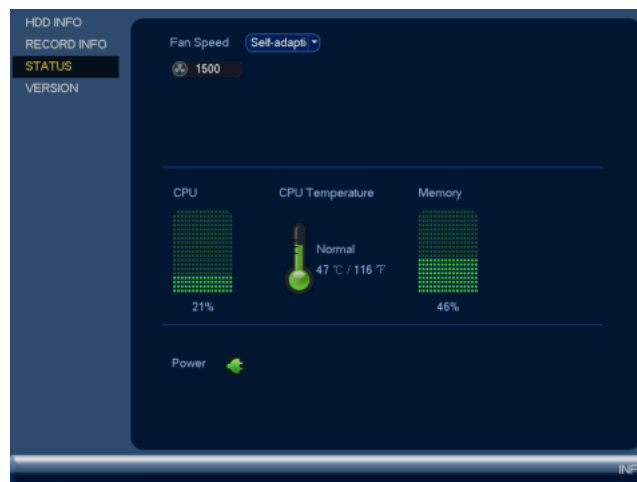 HDD INFO
RECORD INFO
STATUS
VERSION
Fan Speed Self-adapti
1500
CPU CPU Temperature Memory
Normal
47 ℃ / 116 ℉
21% 46%
Power
INF